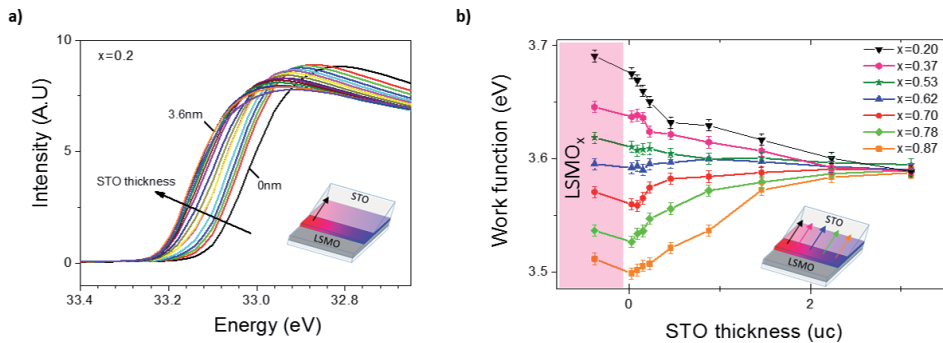 a)
x=0.2
3.6nm
STO thickness
0nm
STO
LSMO
Intensity (A.U)
10
5
0
33.4
33.2
33.0
32.8
Energy (eV)
b)
x=0.20
x=0.37
x=0.53
x=0.62
x=0.70
x=0.78
x=0.87
LSMOₓ
STO
LSMO
Work function (eV)
3.7
3.6
3.5
0
2
STO thickness (uc)